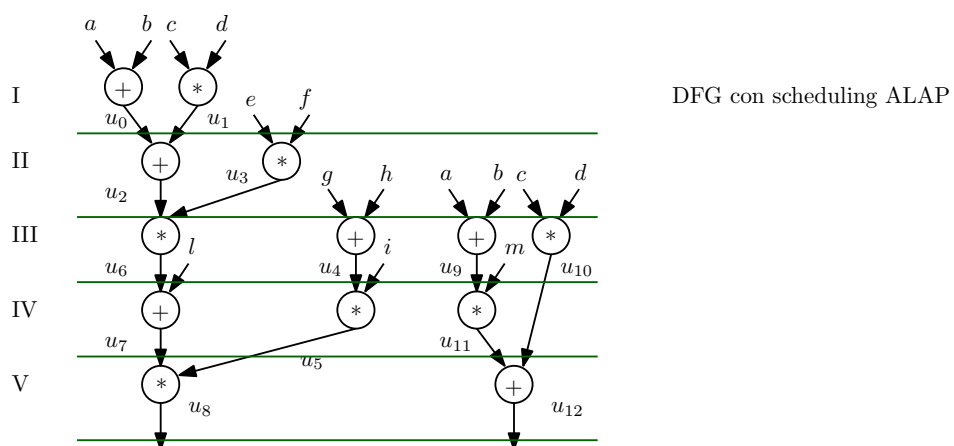 a b c d
I + * DFG con scheduling ALAP
e f
u0 u1
II + *
u2 u3 g h a b c d
III * + + *
l i m
u6 u4 u9 u10
IV + * *
u7 u5 u11
V * +
u8 u12